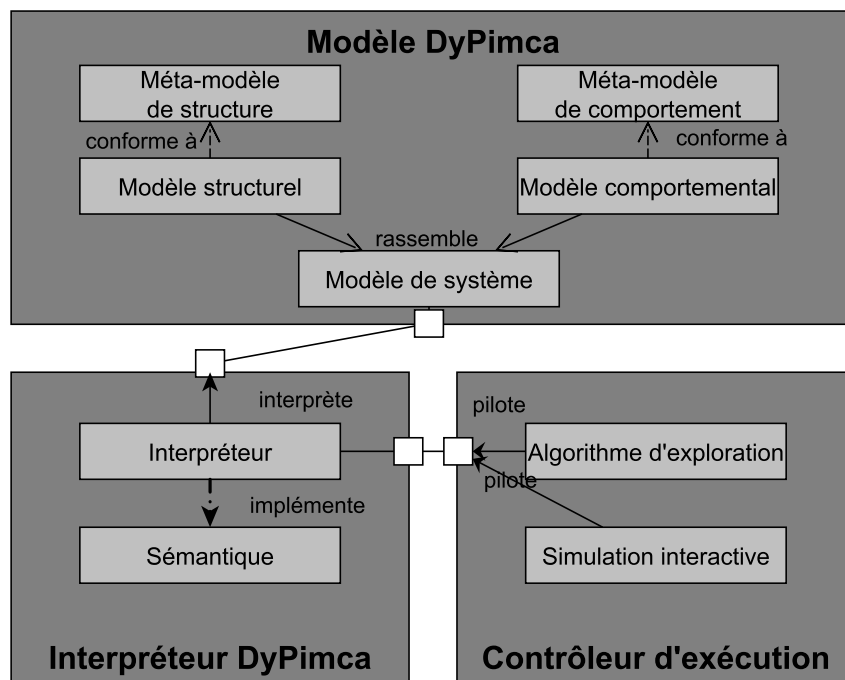 Modèle DyPimca
Méta-modèle
de structure
Méta-modèle
de comportement
conforme à
conforme à
Modèle structurel
Modèle comportemental
rassemble
Modèle de système
interprète
pilote
Interpréteur
Algorithme d'exploration
pilote
implémente
Sémantique
Simulation interactive
Interpréteur DyPimca
Contrôleur d'exécution